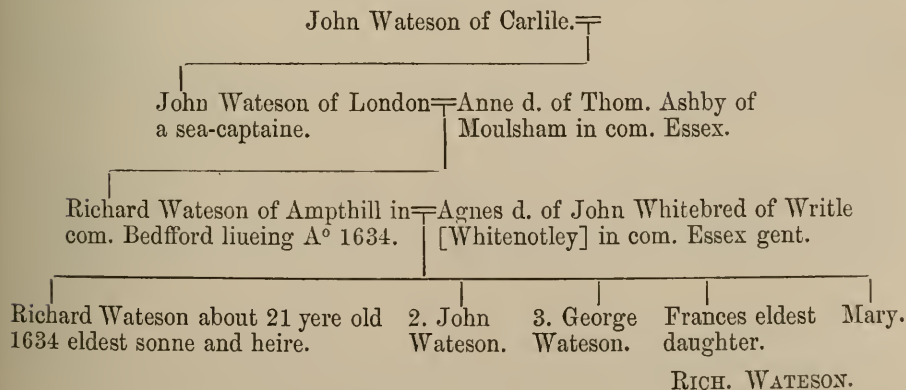 John Wateson of Carlile.
John Wateson of London
a sea-captaine.
Anne d. of Thom. Ashby of
Moulsham in com. Essex.
Richard Wateson of Ampthill in
com. Bedfford liueing Aº 1634.
Agnes d. of John Whitebred of Writle
[Whitenotley] in com. Essex gent.
Richard Wateson about 21 yere old
1634 eldest sonne and heire.
2. John
Wateson.
3. George
Wateson.
Frances eldest
daughter.
Mary.
Rich. Wateson.